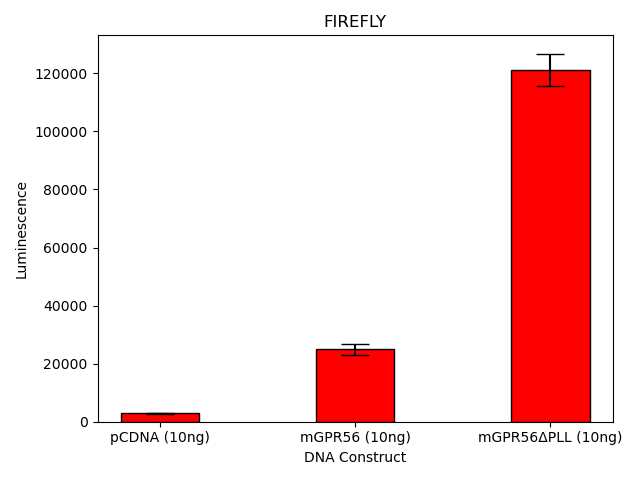 FIREFLY
120000
100000
80000
60000
40000
20000
0
Luminescence
pCDNA (10ng)
mGPR56 (10ng)
mGPR56ΔPLL (10ng)
DNA Construct